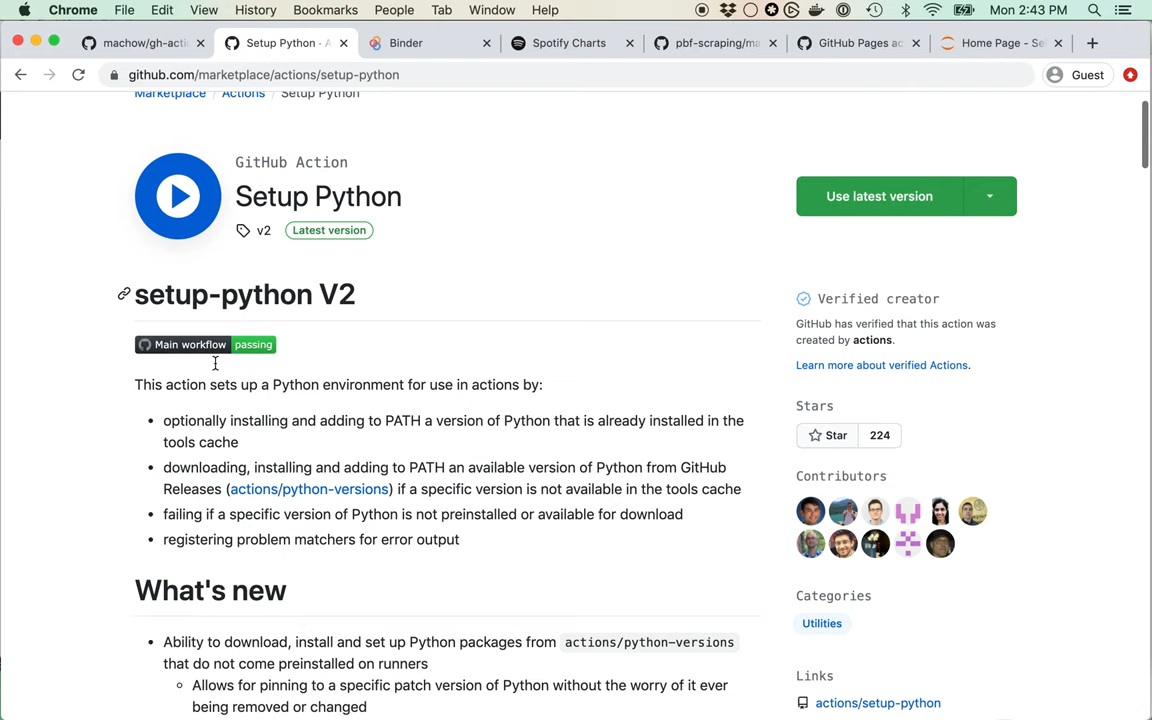 Chrome File Edit View History Bookmarks People Tab Window Help Mon 2:43 PM
machow/gh-acti Setup Python · A Binder Spotify Charts pbf-scraping/ma GitHub Pages ac Home Page - Sel
github.com/marketplace/actions/setup-python Guest
Marketplace / Actions / Setup Python
GitHub Action
Setup Python
v2 Latest version
Use latest version
setup-python V2
Main workflow passing
This action sets up a Python environment for use in actions by:
• optionally installing and adding to PATH a version of Python that is already installed in the
tools cache
• downloading, installing and adding to PATH an available version of Python from GitHub
Releases (actions/python-versions) if a specific version is not available in the tools cache
• failing if a specific version of Python is not preinstalled or available for download
• registering problem matchers for error output
What's new
• Ability to download, install and set up Python packages from actions/python-versions
that do not come preinstalled on runners
◦ Allows for pinning to a specific patch version of Python without the worry of it ever
being removed or changed
Verified creator
GitHub has verified that this action was
created by actions.
Learn more about verified Actions.
Stars
Star 224
Contributors
Categories
Utilities
Links
actions/setup-python